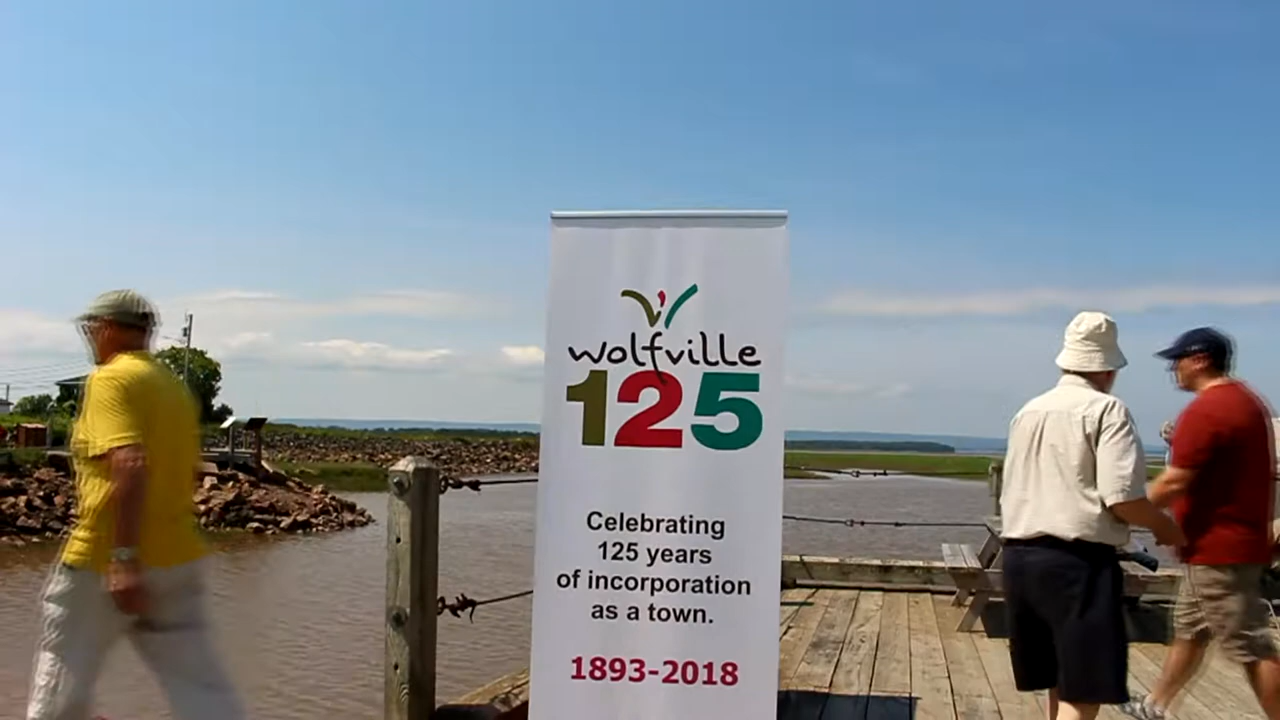 wolfville
125
Celebrating
125 years
of incorporation
as a town.
1893-2018